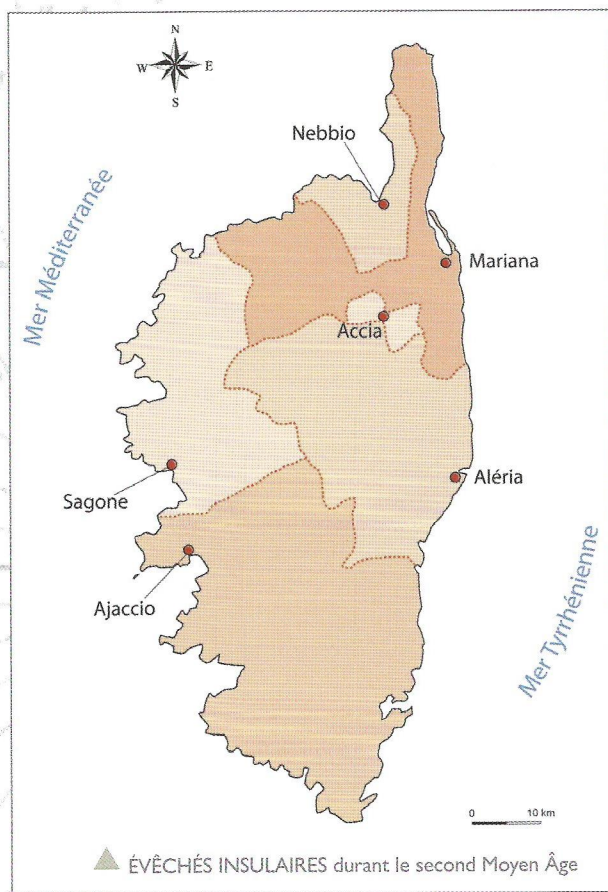 N
W E
S
Nebbio
Mer Méditerranée
Mariana
Accia
Sagone
Aléria
Ajaccio
Mer Tyrrhénienne
0 10 km
ÉVÊCHÉS INSULAIRES durant le second Moyen Âge